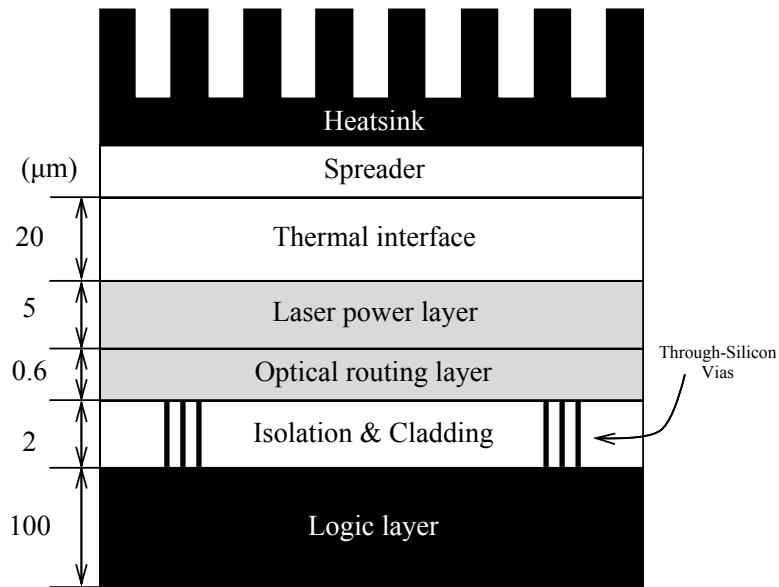 Heatsink
(μm)
Spreader
20
Thermal interface
5
Laser power layer
0.6
Optical routing layer
Through-Silicon
Vias
2
Isolation & Cladding
100
Logic layer